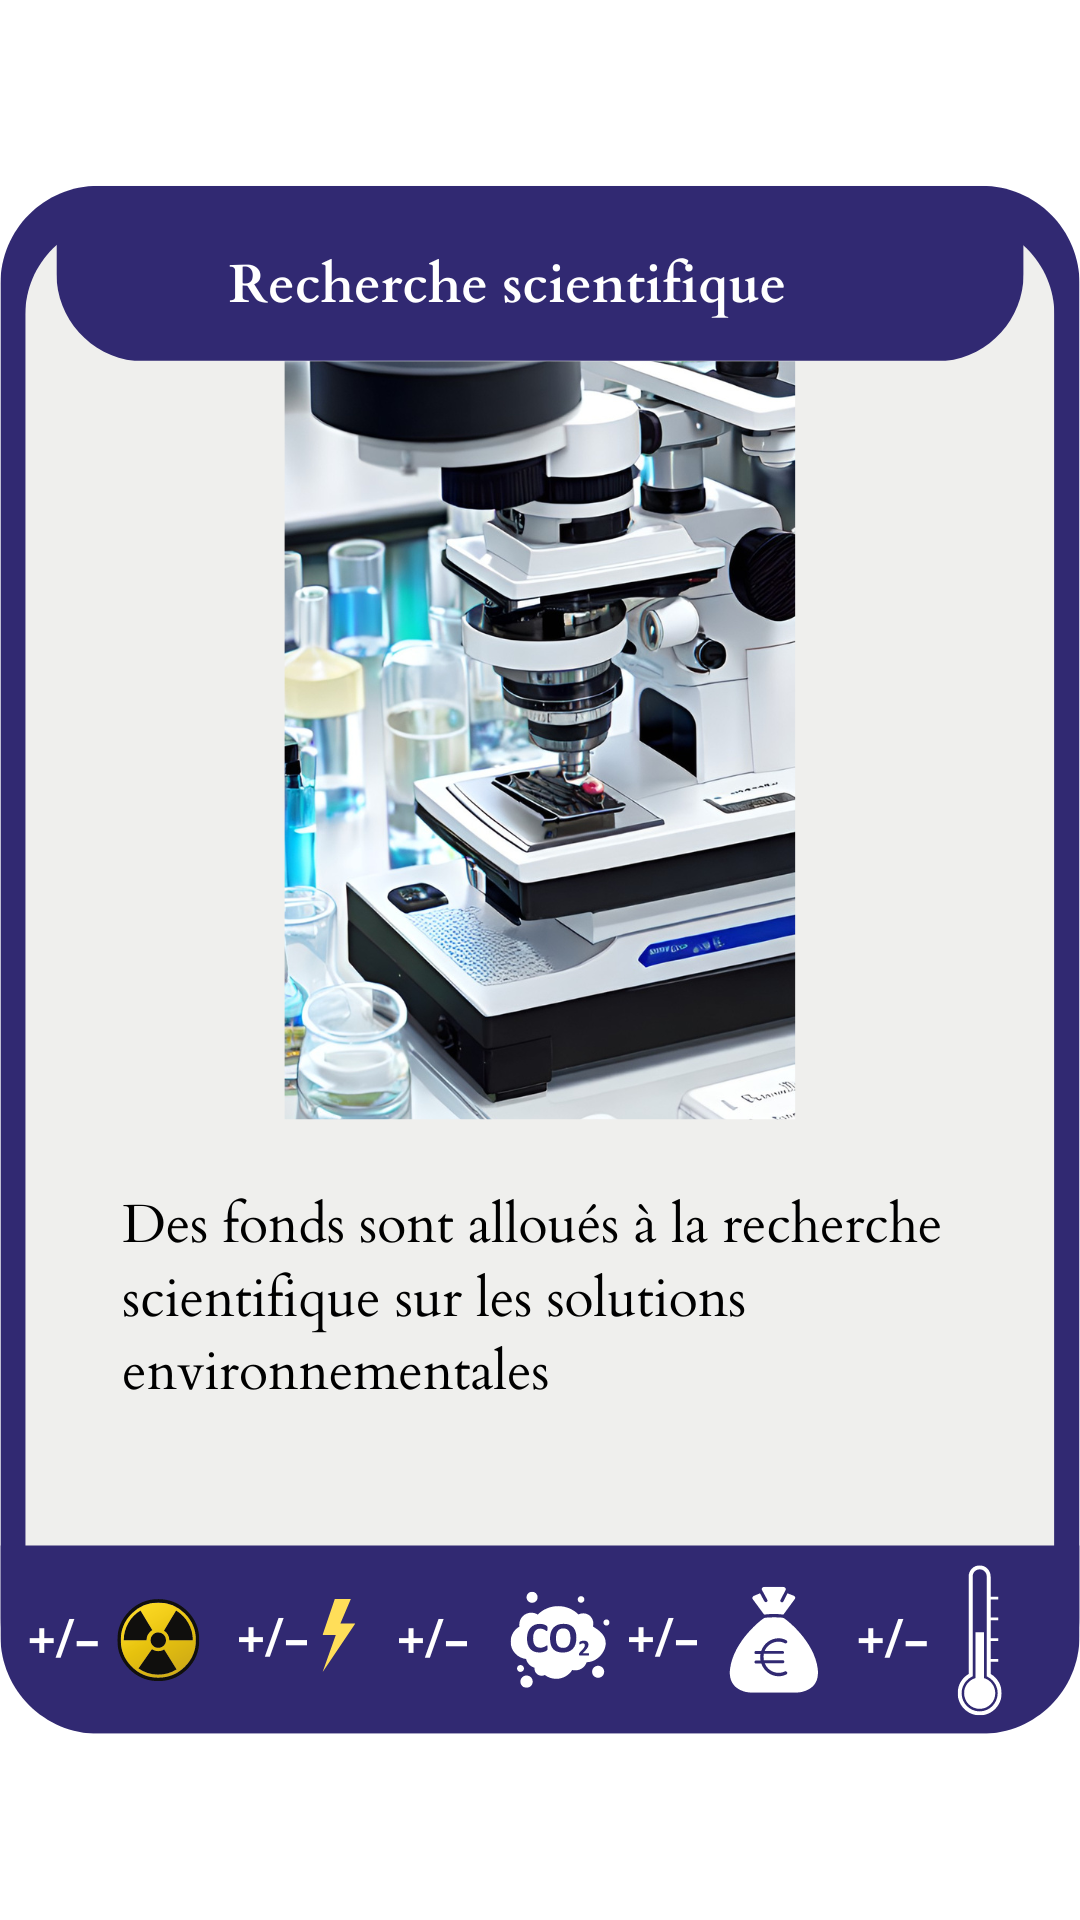 Recherche scientifique
Des fonds sont alloués à la recherche
scientifique sur les solutions
environnementales
+/- +/- +/- CO₂ +/- € +/-